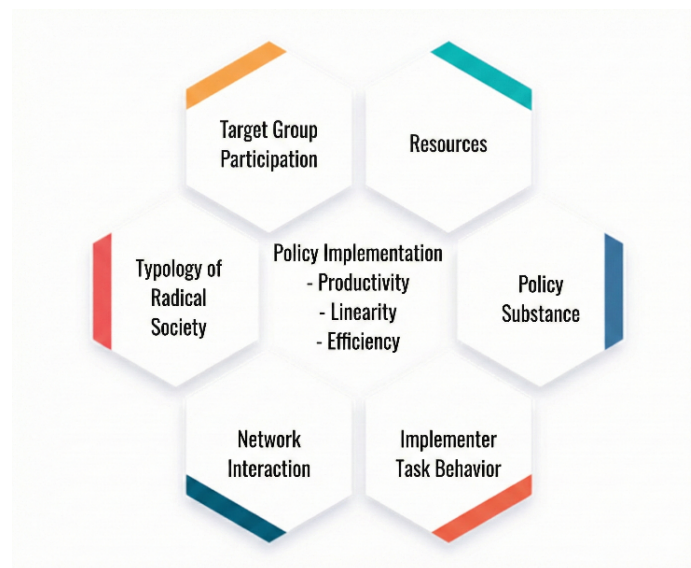 Target Group
Participation
Resources
Typology of
Radical
Society
Policy Implementation
- Productivity
- Linearity
- Efficiency
Policy
Substance
Network
Interaction
Implementer
Task Behavior